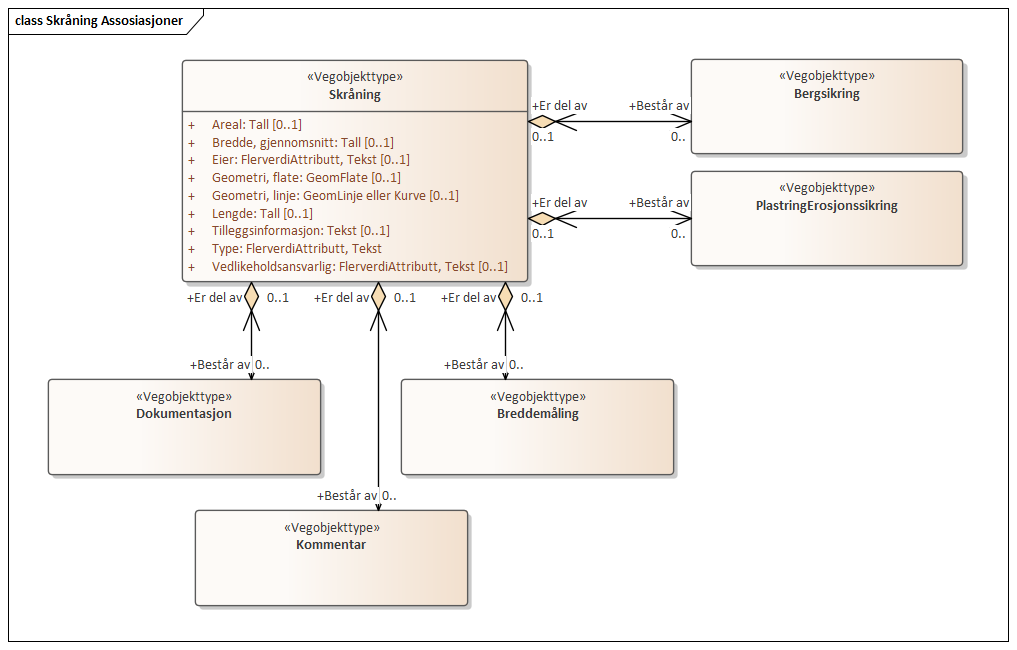 class Skråning Assosiasjoner
«Vegobjekttype»
Skråning
+ Areal: Tall [0..1]
+ Bredde, gjennomsnitt: Tall [0..1]
+ Eier: FlerverdiAttributt, Tekst [0..1]
+ Geometri, flate: GeomFlate [0..1]
+ Geometri, linje: GeomLinje eller Kurve [0..1]
+ Lengde: Tall [0..1]
+ Tilleggsinformasjon: Tekst [0..1]
+ Type: FlerverdiAttributt, Tekst
+ Vedlikeholdsansvarlig: FlerverdiAttributt, Tekst [0..1]
+Er del av +Består av
0..1 0..
«Vegobjekttype»
Bergsikring
+Er del av +Består av
0..1 0..
«Vegobjekttype»
PlastringErosjonssikring
+Er del av 0..1 +Er del av 0..1 +Er del av 0..1
+Består av 0.. +Består av 0..
«Vegobjekttype»
Dokumentasjon
«Vegobjekttype»
Breddemåling
+Består av 0..
«Vegobjekttype»
Kommentar